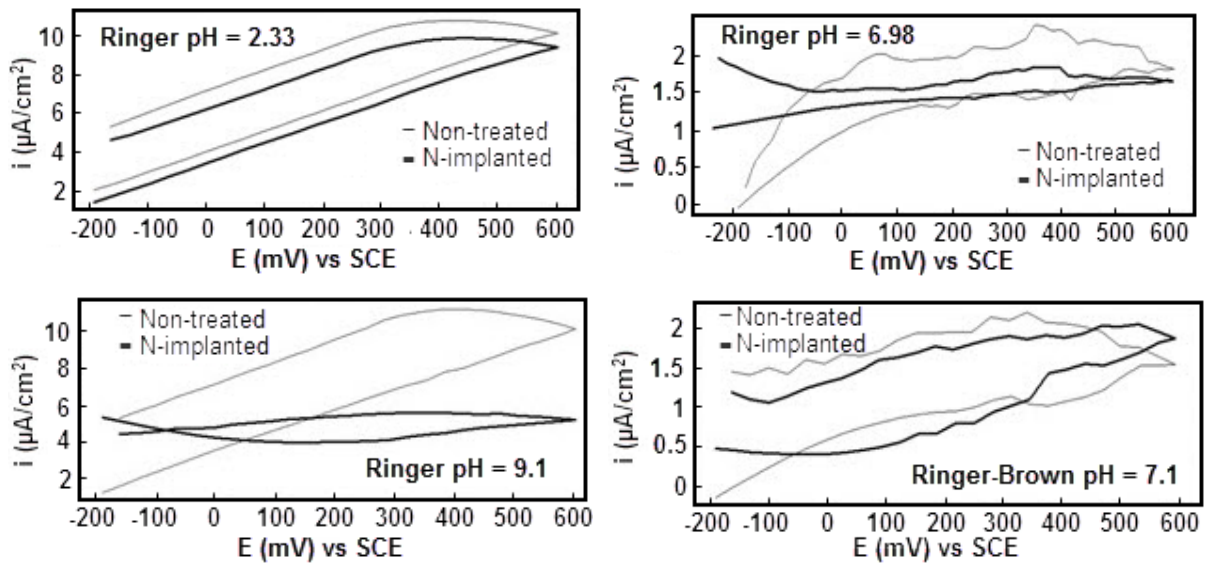 Ringer pH = 2.33
10
8
6
4
2
i (µA/cm²)
Non-treated
N-implanted
-200 -100 0 100 200 300 400 500 600
E (mV) vs SCE
Ringer pH = 6.98
2
1.5
1
0.5
0
i (µA/cm²)
Non-treated
N-implanted
-200 -100 0 100 200 300 400 500 600
E (mV) vs SCE
Non-treated
N-implanted
10
8
6
4
2
i (µA/cm²)
Ringer pH = 9.1
-200 -100 0 100 200 300 400 500 600
E (mV) vs SCE
Non-treated
N-implanted
2
1.5
1
0.5
0
i (µA/cm²)
Ringer-Brown pH = 7.1
-200 -100 0 100 200 300 400 500 600
E (mV) vs SCE